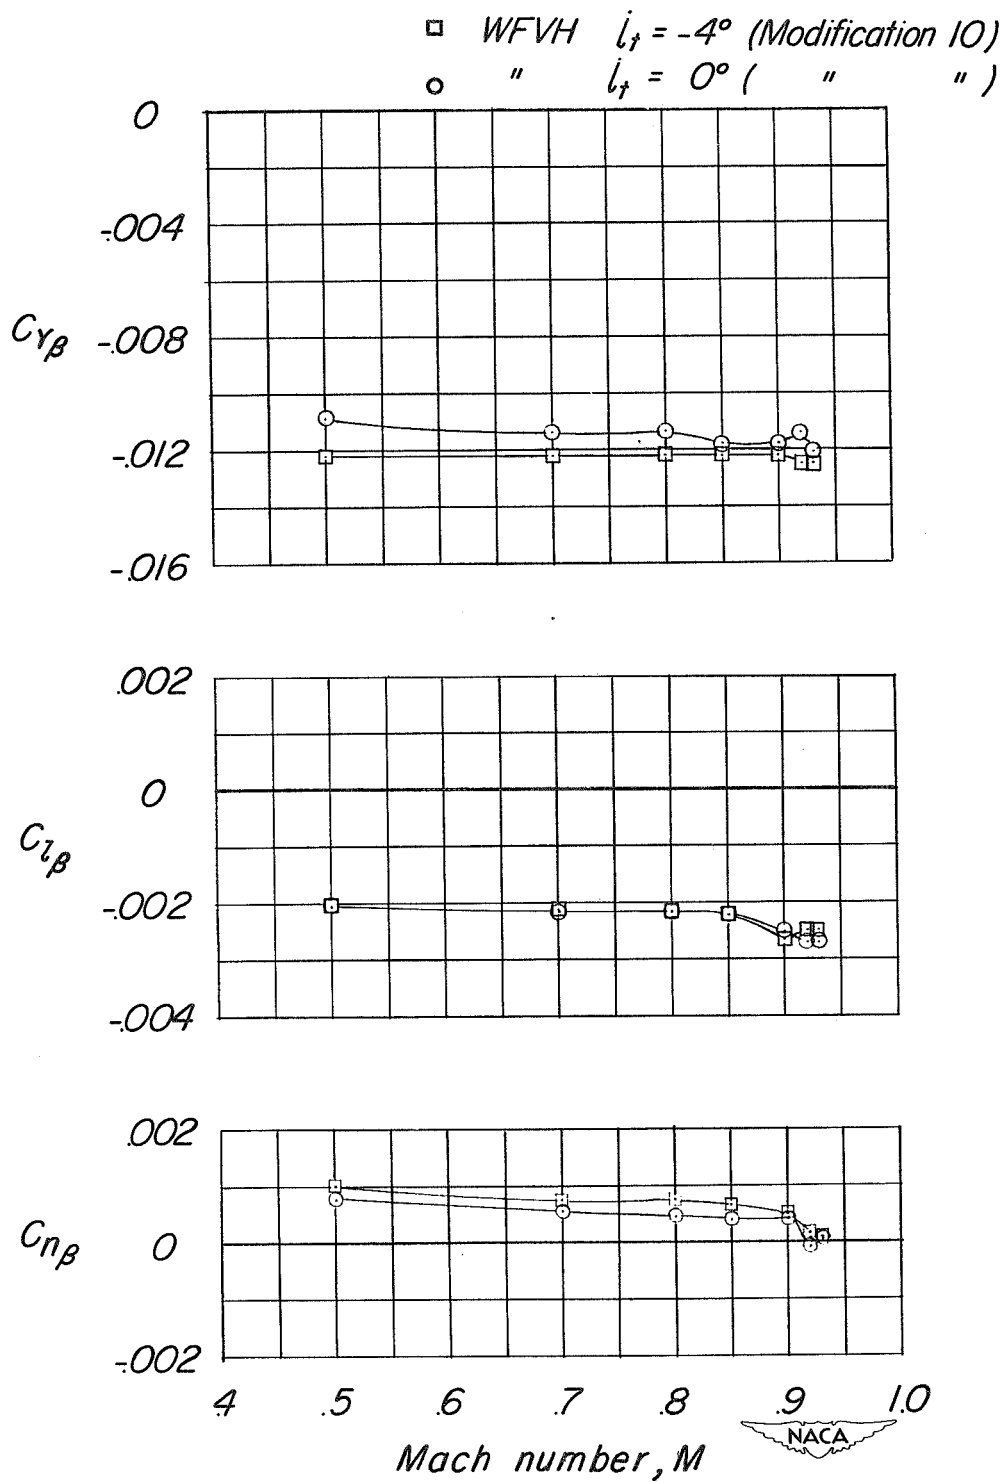 WFVH i_t = -4° (Modification 10)
" i_t = 0° ( " " )
0
-.004
C_Yβ -.008
-.012
-.016
.002
0
C_lβ
-.002
-.004
.002
C_nβ 0
-.002
.4 .5 .6 .7 .8 .9 1.0
NACA
Mach number, M